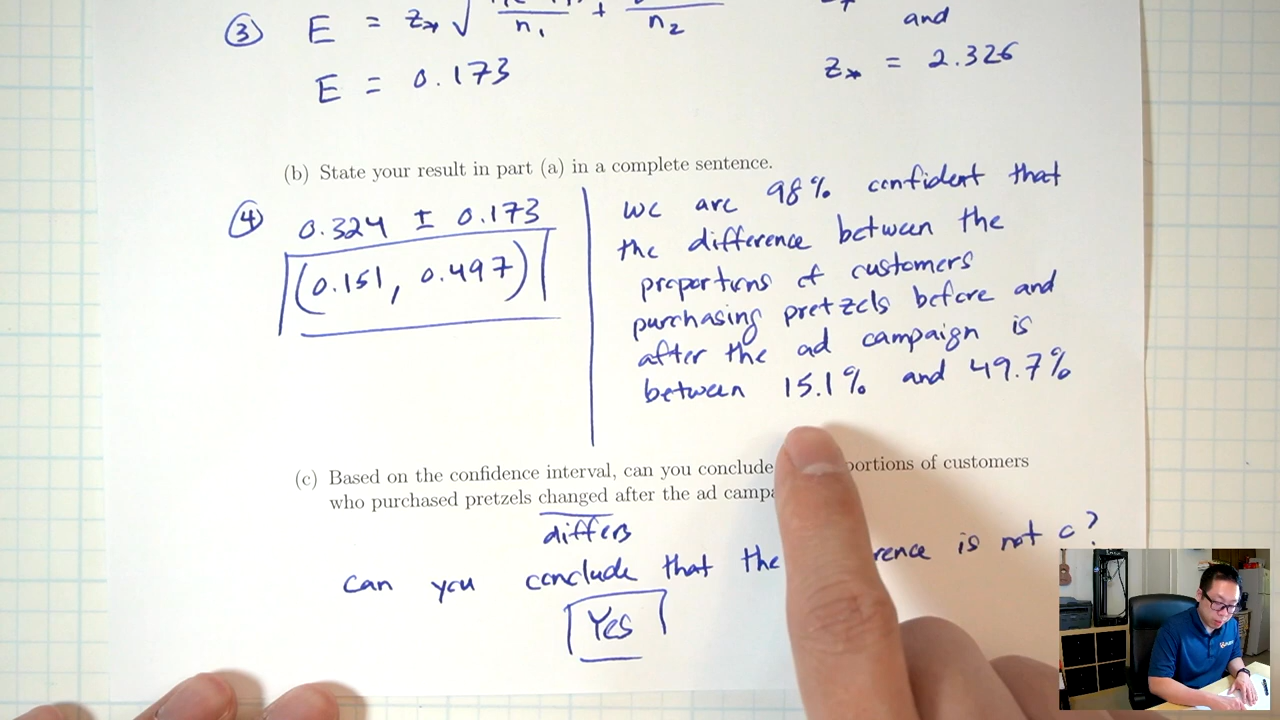 ③ E = z* √ n₁ + n₂ and
E = 0.173 z* = 2.326
(b) State your result in part (a) in a complete sentence.
④ 0.324 ± 0.173
(0.151, 0.497)
we are 98% confident that
the difference between the
proportions of customers
purchasing pretzels before and
after the ad campaign is
between 15.1% and 49.7%
(c) Based on the confidence interval, can you conclude portions of customers
who purchased pretzels changed after the ad campa
differs
can you conclude that the rence is not 0?
Yes